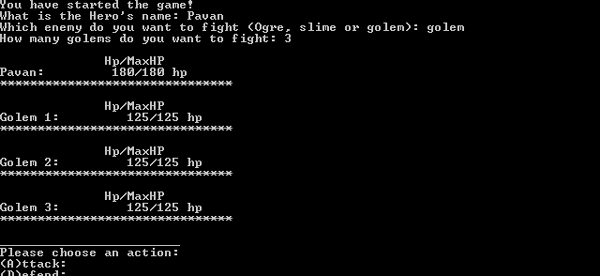 You have started the game!
What is the Hero's name: Pavan
Which enemy do you want to fight (Ogre, slime or golem): golem
How many golems do you want to fight: 3
Hp/MaxHP
Pavan: 180/180 hp
*******************************
Hp/MaxHP
Golem 1: 125/125 hp
*******************************
Hp/MaxHP
Golem 2: 125/125 hp
*******************************
Hp/MaxHP
Golem 3: 125/125 hp
*******************************
________________________
Please choose an action:
(A)ttack:
(D)efend: